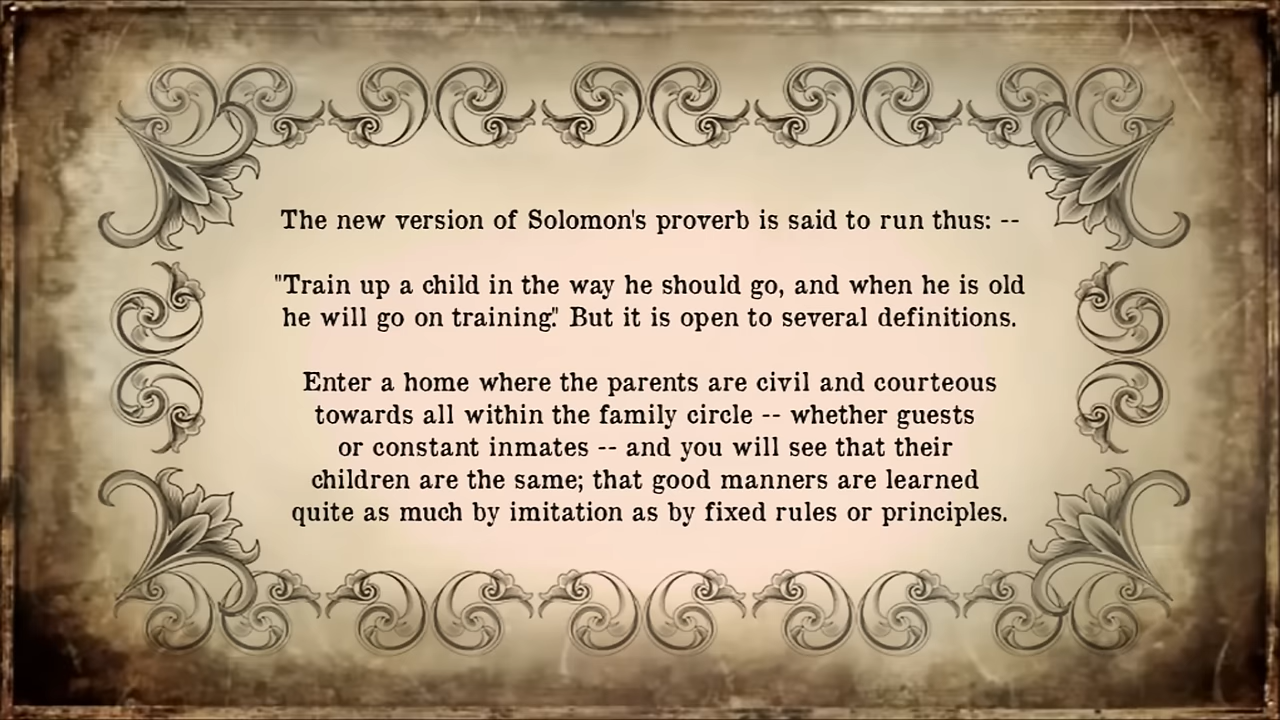 The new version of Solomon's proverb is said to run thus: --
"Train up a child in the way he should go, and when he is old
he will go on training." But it is open to several definitions.
Enter a home where the parents are civil and courteous
towards all within the family circle -- whether guests
or constant inmates -- and you will see that their
children are the same; that good manners are learned
quite as much by imitation as by fixed rules or principles.